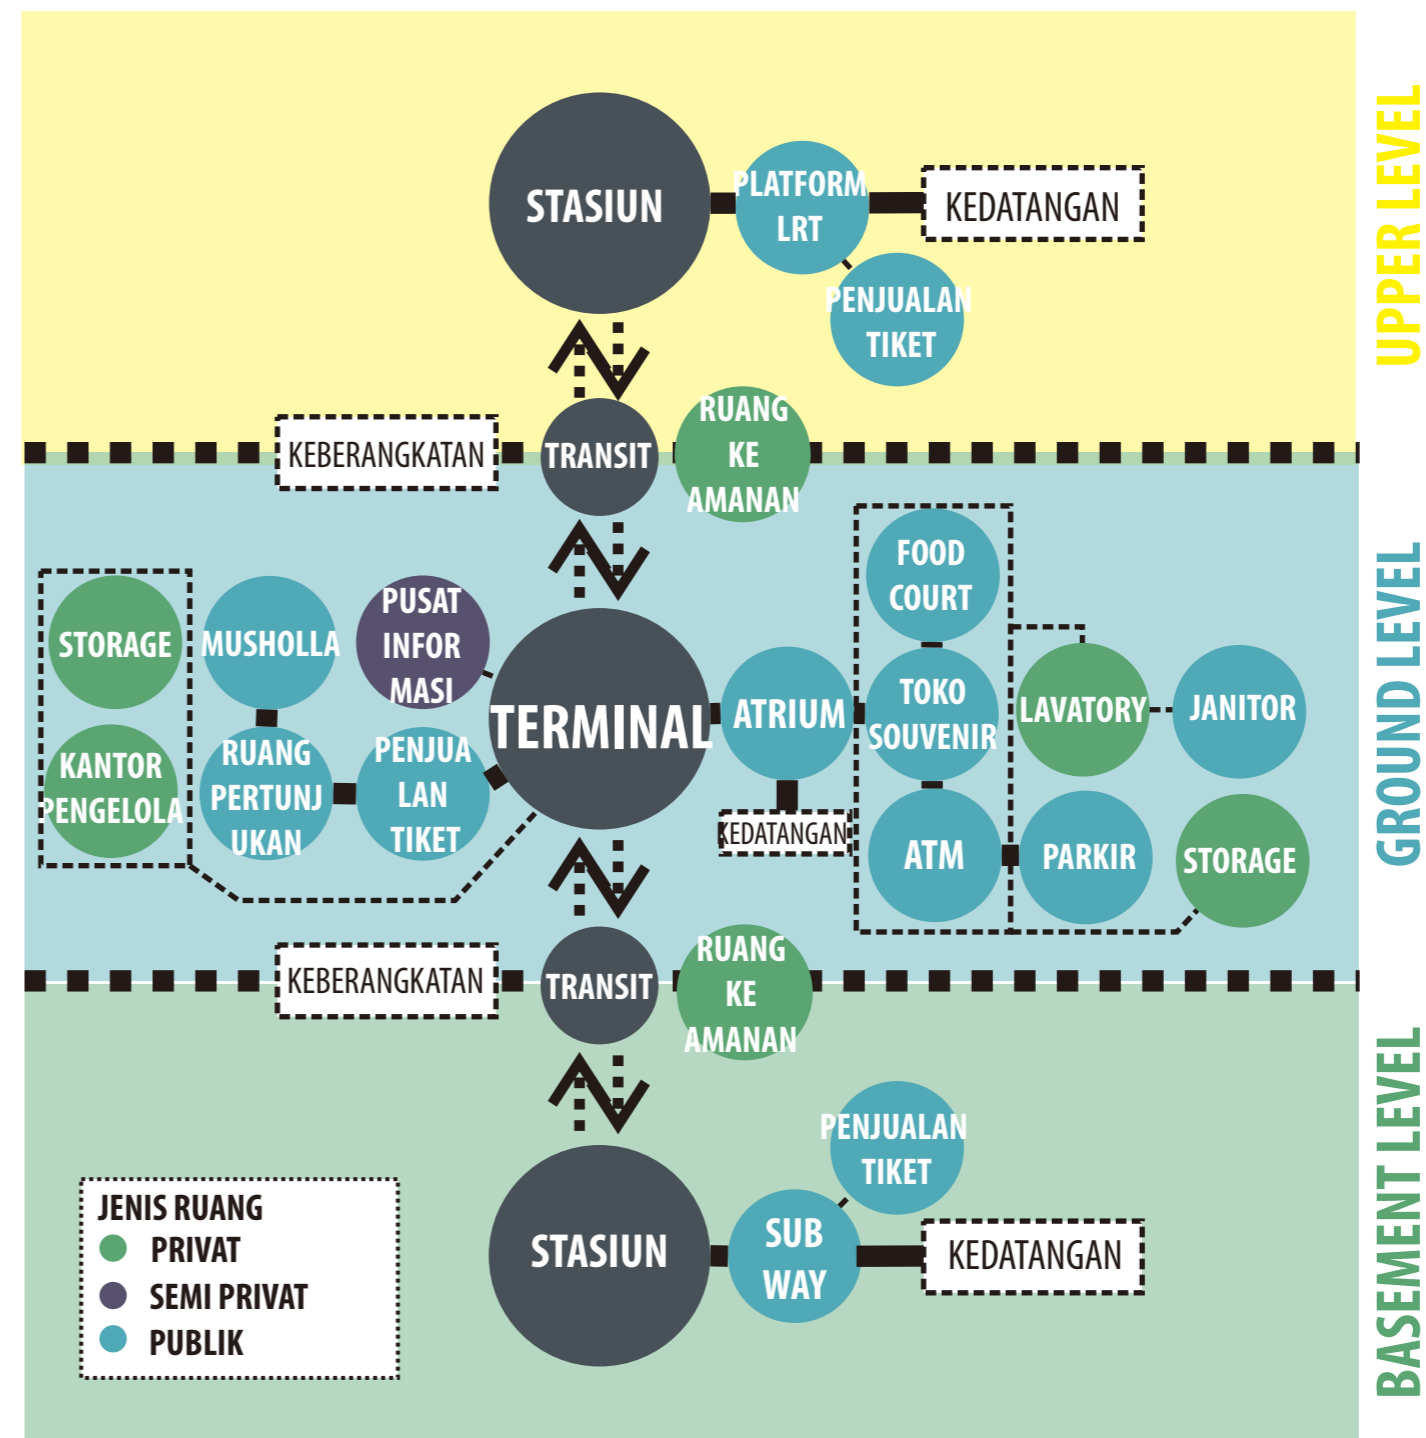 UPPER LEVEL
STASIUN
PLATFORM
LRT
KEDATANGAN
PENJUALAN
TIKET
KEBERANGKATAN
TRANSIT
RUANG
KE
AMANAN
GROUND LEVEL
STORAGE
MUSHOLLA
PUSAT
INFOR
MASI
KANTOR
PENGELOLA
RUANG
PERTUNJ
UKAN
PENJUA
LAN
TIKET
TERMINAL
ATRIUM
KEDATANGAN
FOOD
COURT
TOKO
SOUVENIR
ATM
LAVATORY
JANITOR
PARKIR
STORAGE
KEBERANGKATAN
TRANSIT
RUANG
KE
AMANAN
BASEMENT LEVEL
PENJUALAN
TIKET
STASIUN
SUB
WAY
KEDATANGAN
JENIS RUANG
PRIVAT
SEMI PRIVAT
PUBLIK